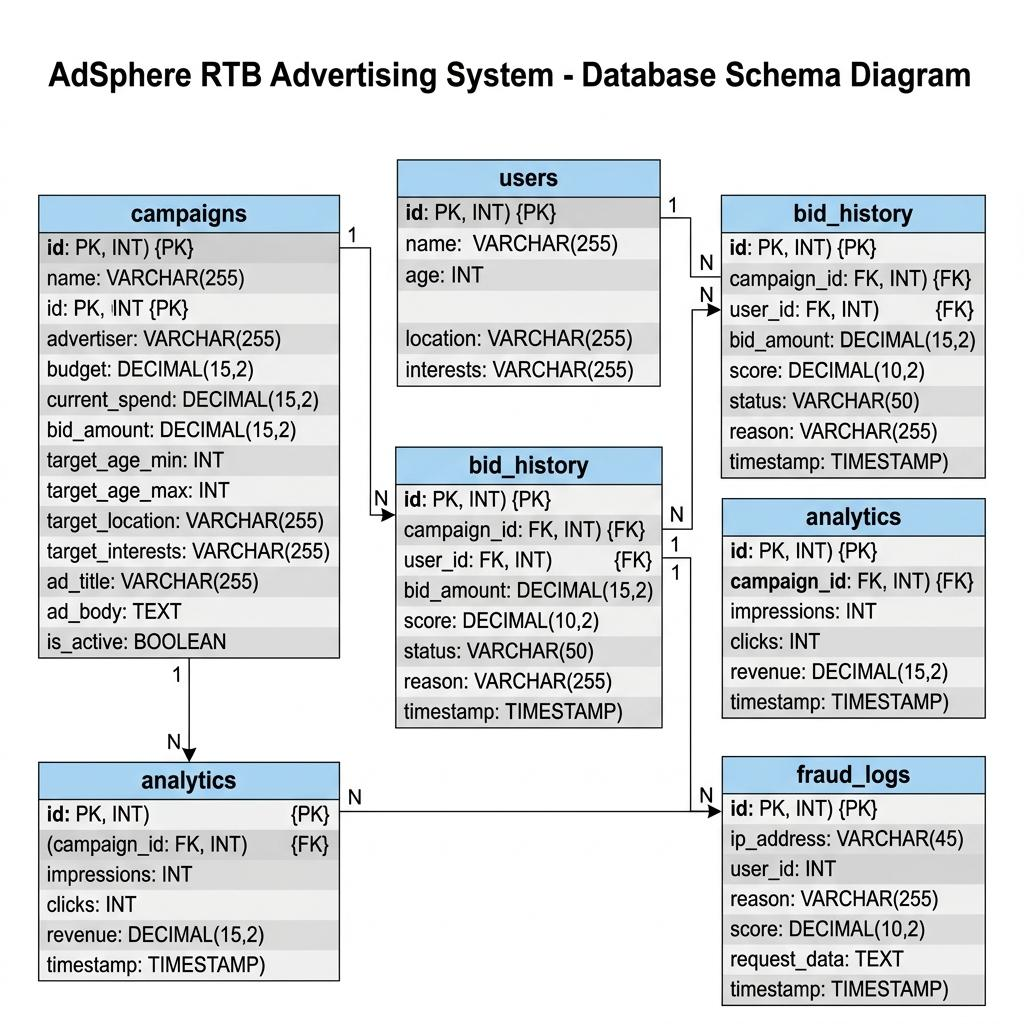 AdSphere RTB Advertising System - Database Schema Diagram
campaigns
id: PK, INT) {PK}
name: VARCHAR(255)
id: PK, INT {PK}
advertiser: VARCHAR(255)
budget: DECIMAL(15,2)
current_spend: DECIMAL(15,2)
bid_amount: DECIMAL(15,2)
target_age_min: INT
target_age_max: INT
target_location: VARCHAR(255)
target_interests: VARCHAR(255)
ad_title: VARCHAR(255)
ad_body: TEXT
is_active: BOOLEAN
1
N
1
N
users
id: PK, INT) {PK}
name: VARCHAR(255)
age: INT
location: VARCHAR(255)
interests: VARCHAR(255)
1
N
N
bid_history
id: PK, INT) {PK}
campaign_id: FK, INT) {FK}
user_id: FK, INT) {FK}
bid_amount: DECIMAL(15,2)
score: DECIMAL(10,2)
status: VARCHAR(50)
reason: VARCHAR(255)
timestamp: TIMESTAMP)
bid_history
id: PK, INT) {PK}
campaign_id: FK, INT) {FK}
user_id: FK, INT) {FK}
bid_amount: DECIMAL(15,2)
score: DECIMAL(10,2)
status: VARCHAR(50)
reason: VARCHAR(255)
timestamp: TIMESTAMP)
N
1
1
analytics
id: PK, INT) {PK}
campaign_id: FK, INT) {FK}
impressions: INT
clicks: INT
revenue: DECIMAL(15,2)
timestamp: TIMESTAMP)
analytics
id: PK, INT) {PK}
(campaign_id: FK, INT) {FK}
impressions: INT
clicks: INT
revenue: DECIMAL(15,2)
timestamp: TIMESTAMP)
N
N
fraud_logs
id: PK, INT) {PK}
ip_address: VARCHAR(45)
user_id: INT
reason: VARCHAR(255)
score: DECIMAL(10,2)
request_data: TEXT
timestamp: TIMESTAMP)